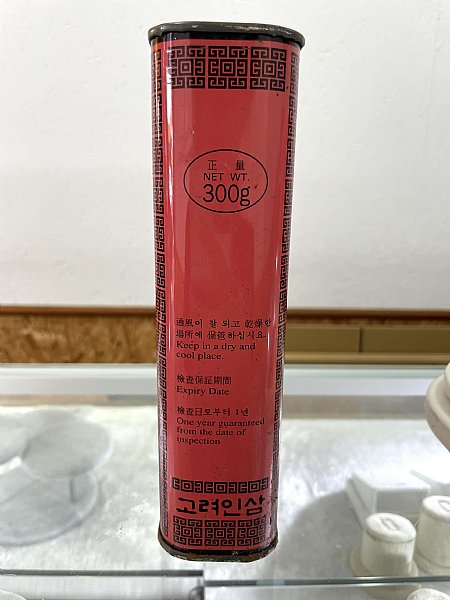 正 量
NET WT.
300g
通風이 잘 되고 乾燥한
場所에 保管하십시요.
Keep in a dry and
cool place.
檢査保証期間
Expiry Date
檢査日로부터 1년
One year guaranteed
from the date of
inspection
고려인삼